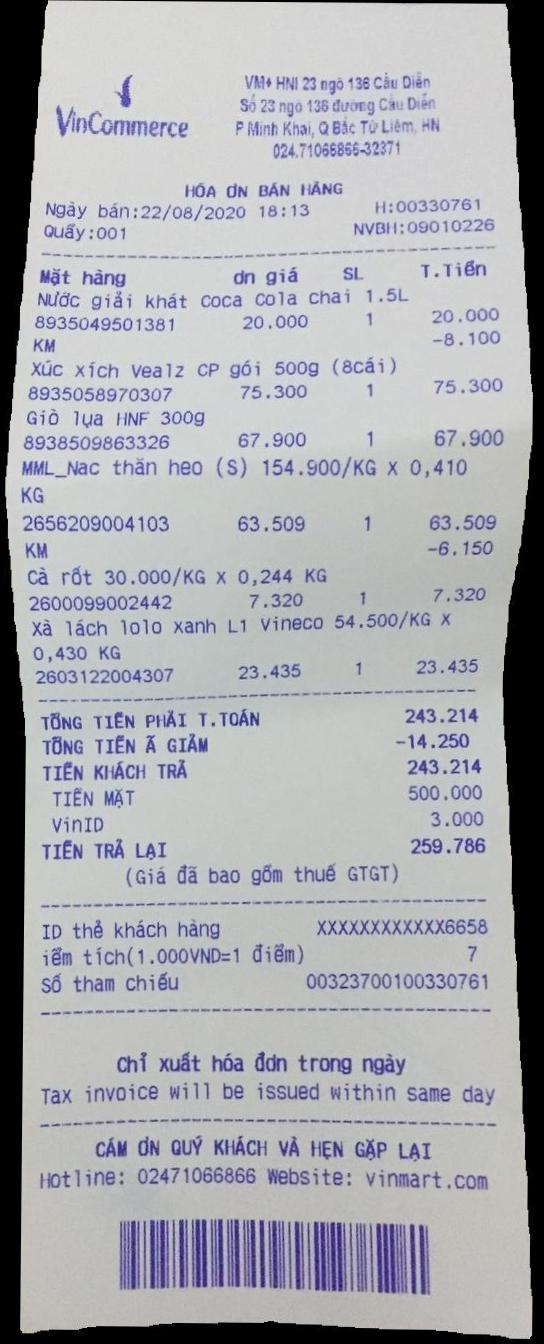 VinCommerce
VM+ HNI 23 ngõ 136 Cầu Diễn
Số 23 ngõ 136 đường Cầu Diễn
P Minh Khai, Q Bắc Từ Liêm, HN
024.71066866-32371
HÓA ƠN BÁN HÀNG
Ngày bán:22/08/2020 18:13 H:00330761
Quầy:001 NVBH:09010226
Mặt hàng ơn giá SL T.Tiền
Nước giải khát Coca Cola chai 1.5L
8935049501381 20.000 1 20.000
KM -8.100
Xúc xích Vealz CP gói 500g (8cái)
8935058970307 75.300 1 75.300
Giò lụa HNF 300g
8938509863326 67.900 1 67.900
MML_Nac thăn heo (S) 154.900/KG X 0,410
KG
2656209004103 63.509 1 63.509
KM -6.150
Cà rốt 30.000/KG X 0,244 KG
2600099002442 7.320 1 7.320
Xà lách lolo xanh L1 Vineco 54.500/KG X
0,430 KG
2603122004307 23.435 1 23.435
TỔNG TIỀN PHẢI T.TOÁN 243.214
TỔNG TIỀN Ã GIẢM -14.250
TIỀN KHÁCH TRẢ 243.214
TIỀN MẶT 500.000
VinID 3.000
TIỀN TRẢ LẠI 259.786
(Giá đã bao gồm thuế GTGT)
ID thẻ khách hàng XXXXXXXXXXXX6658
iểm tích(1.000VND=1 điểm) 7
Số tham chiếu 00323700100330761
Chỉ xuất hóa đơn trong ngày
Tax invoice will be issued within same day
CÁM ƠN QUÝ KHÁCH VÀ HẸN GẶP LẠI
Hotline: 02471066866 Website: vinmart.com